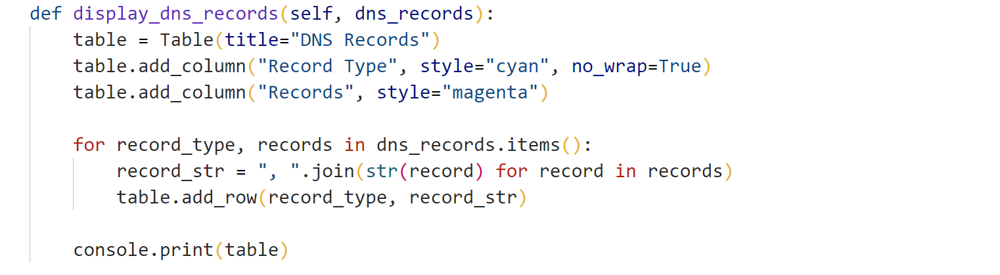 def display_dns_records(self, dns_records):
    table = Table(title="DNS Records")
    table.add_column("Record Type", style="cyan", no_wrap=True)
    table.add_column("Records", style="magenta")

    for record_type, records in dns_records.items():
        record_str = ", ".join(str(record) for record in records)
        table.add_row(record_type, record_str)

    console.print(table)